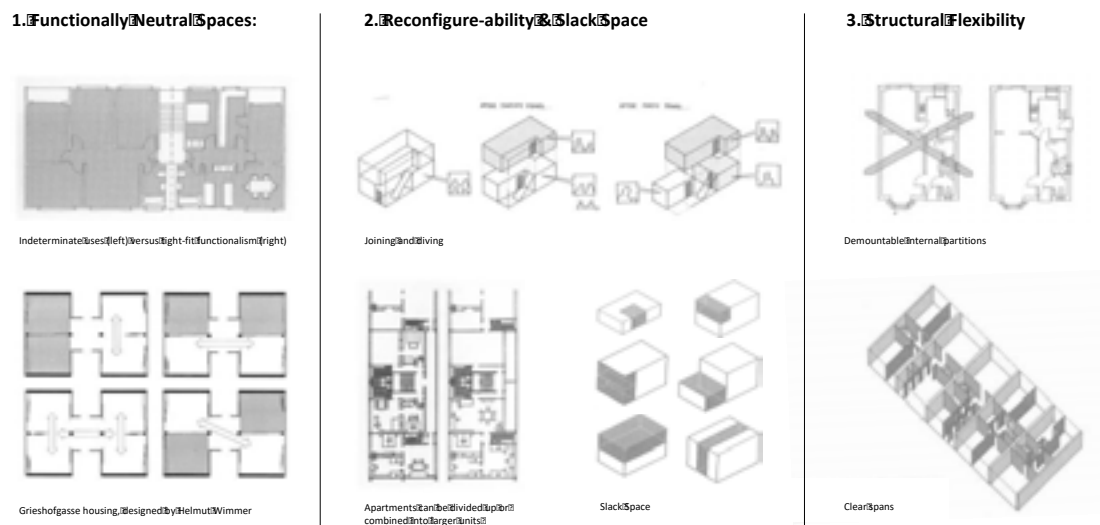 1. Functionally Neutral Spaces:
Indeterminate uses (left) versus tight-fit functionalism (right)
Grieshofgasse housing, designed by Helmut Wimmer
2. Reconfigure-ability & Slack Space
Joining and diving
Apartments can be divided up or
combined into larger units
Slack Space
3. Structural Flexibility
Demountable internal partitions
Clear spans